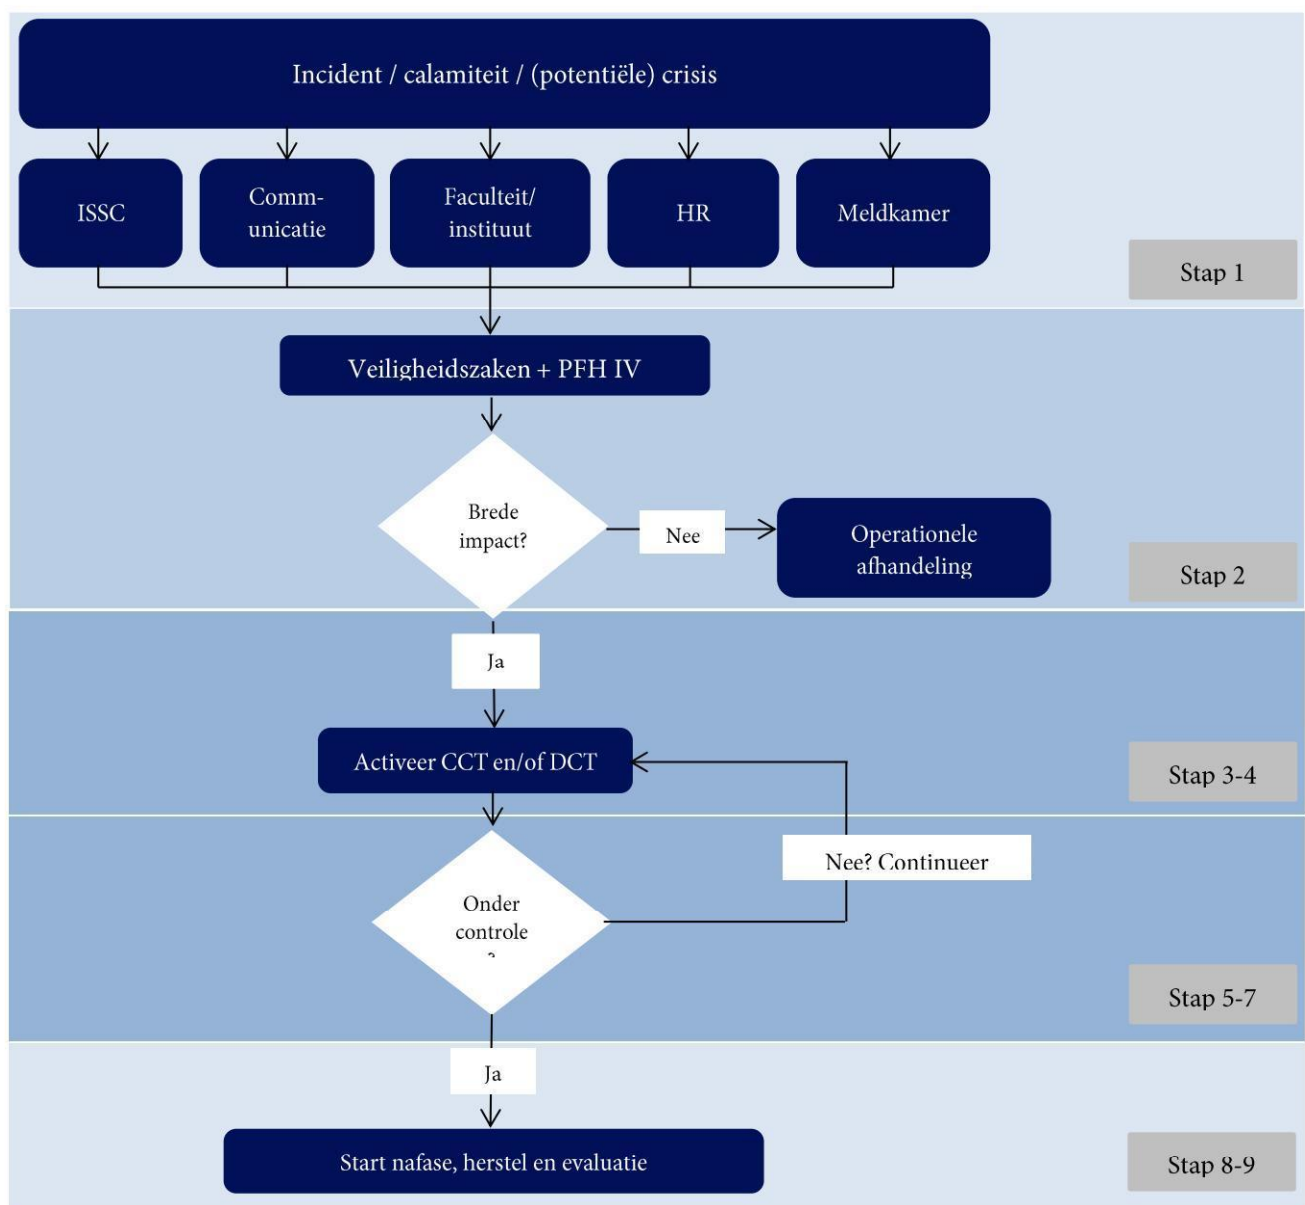 Incident / calamiteit / (potentiële) crisis
ISSC
Comm-
unicatie
Faculteit/
instituut
HR
Meldkamer
Stap 1
Veiligheidszaken + PFH IV
Brede
impact?
Nee
Operationele
afhandeling
Stap 2
Ja
Activeer CCT en/of DCT
Stap 3-4
Nee? Continueer
Onder
controle
?
Stap 5-7
Ja
Start nafase, herstel en evaluatie
Stap 8-9